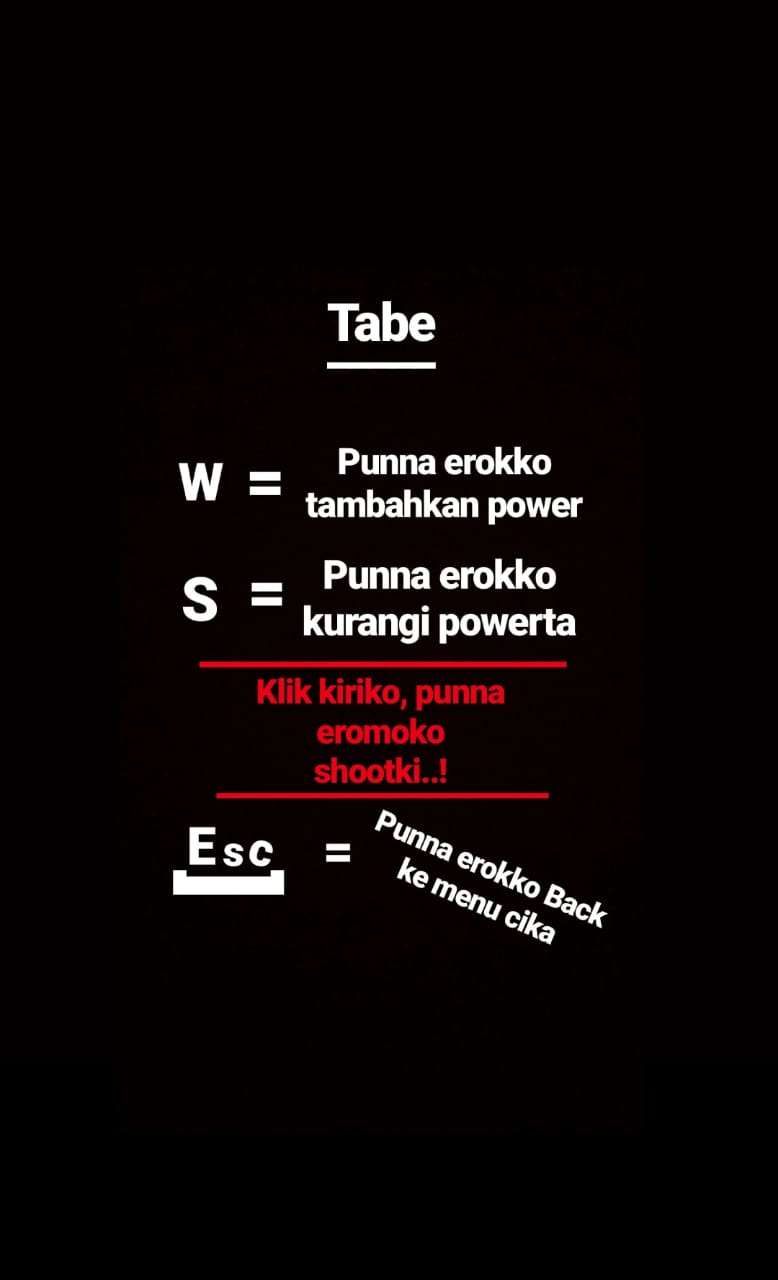 Tabe
W = Punna erokko
tambahkan power
S = Punna erokko
kurangi powerta
Klik kiriko, punna
eromoko
shootki..!
Esc = Punna erokko Back
ke menu cika